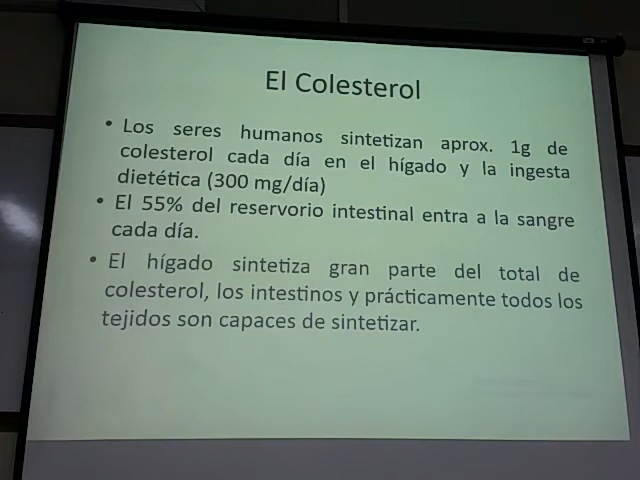 El Colesterol
• Los seres humanos sintetizan aprox. 1g de
colesterol cada día en el hígado y la ingesta
dietética (300 mg/día)
• El 55% del reservorio intestinal entra a la sangre
cada día.
• El hígado sintetiza gran parte del total de
colesterol, los intestinos y prácticamente todos los
tejidos son capaces de sintetizar.